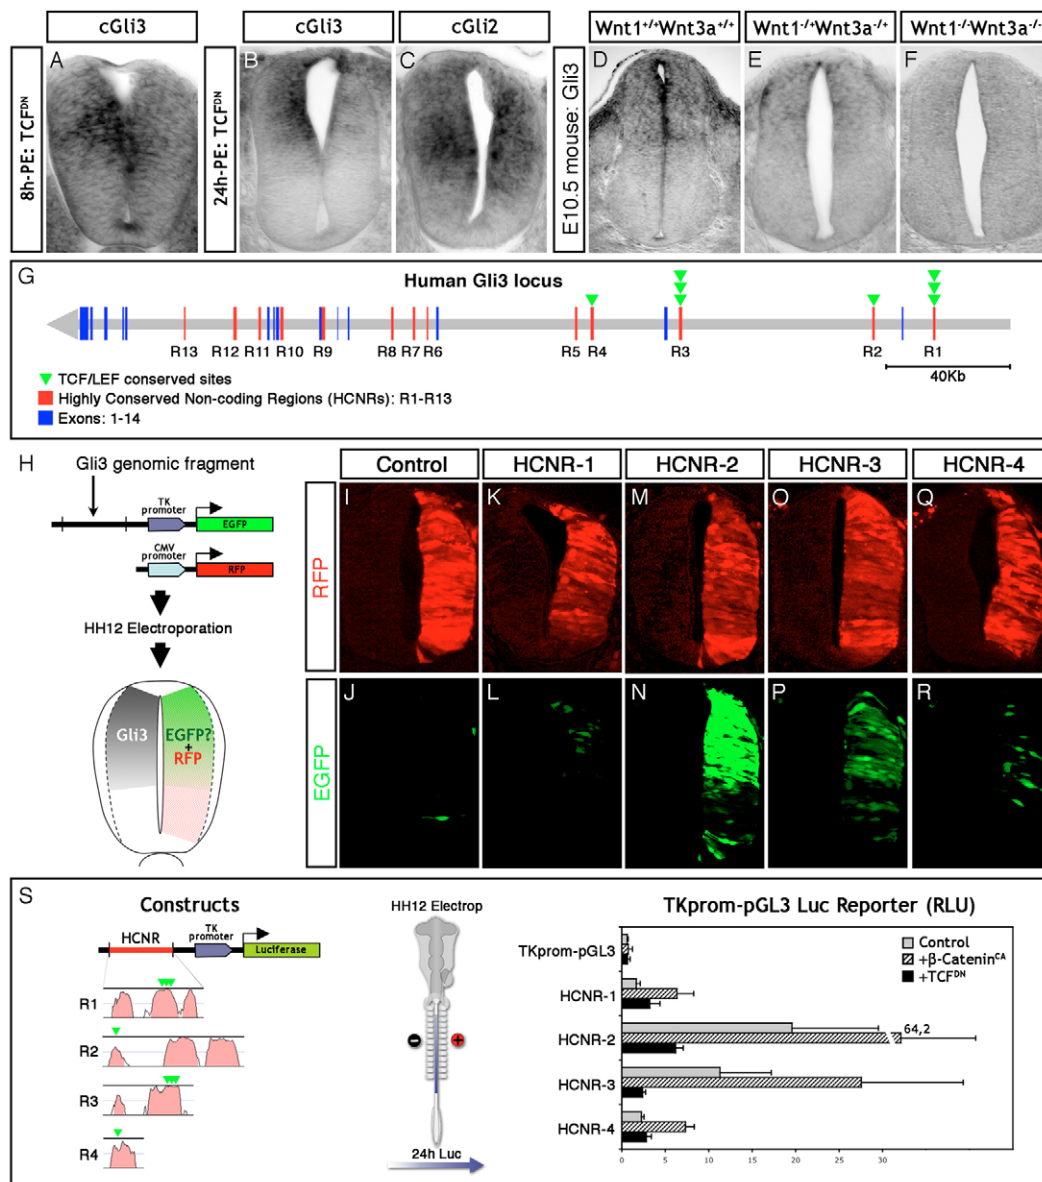 cGli3
cGli3
cGli2
Wnt1+/+Wnt3a+/+
Wnt1-/+Wnt3a-/+
Wnt1-/-Wnt3a-/-
8h-PE: TCFDN
A
24h-PE: TCFDN
B
C
E10.5 mouse: Gli3
D
E
F
G
Human Gli3 locus
R13
R12
R11
R10
R9
R8
R7
R6
R5
R4
R3
R2
R1
40Kb
TCF/LEF conserved sites
Highly Conserved Non-coding Regions (HCNRs): R1-R13
Exons: 1-14
H
Gli3 genomic fragment
TK
promoter
EGFP
CMV
promoter
RFP
HH12 Electroporation
Gli3
EGFP?
+
RFP
Control
HCNR-1
HCNR-2
HCNR-3
HCNR-4
RFP
I
K
M
O
Q
EGFP
J
L
N
P
R
S
Constructs
HCNR
TK
promoter
Luciferase
R1
R2
R3
R4
HH12 Electrop
-
+
24h Luc
TKprom-pGL3 Luc Reporter (RLU)
Control
+β-CateninCA
+TCFDN
TKprom-pGL3
HCNR-1
HCNR-2
64,2
HCNR-3
HCNR-4
0
5
10
15
20
25
30